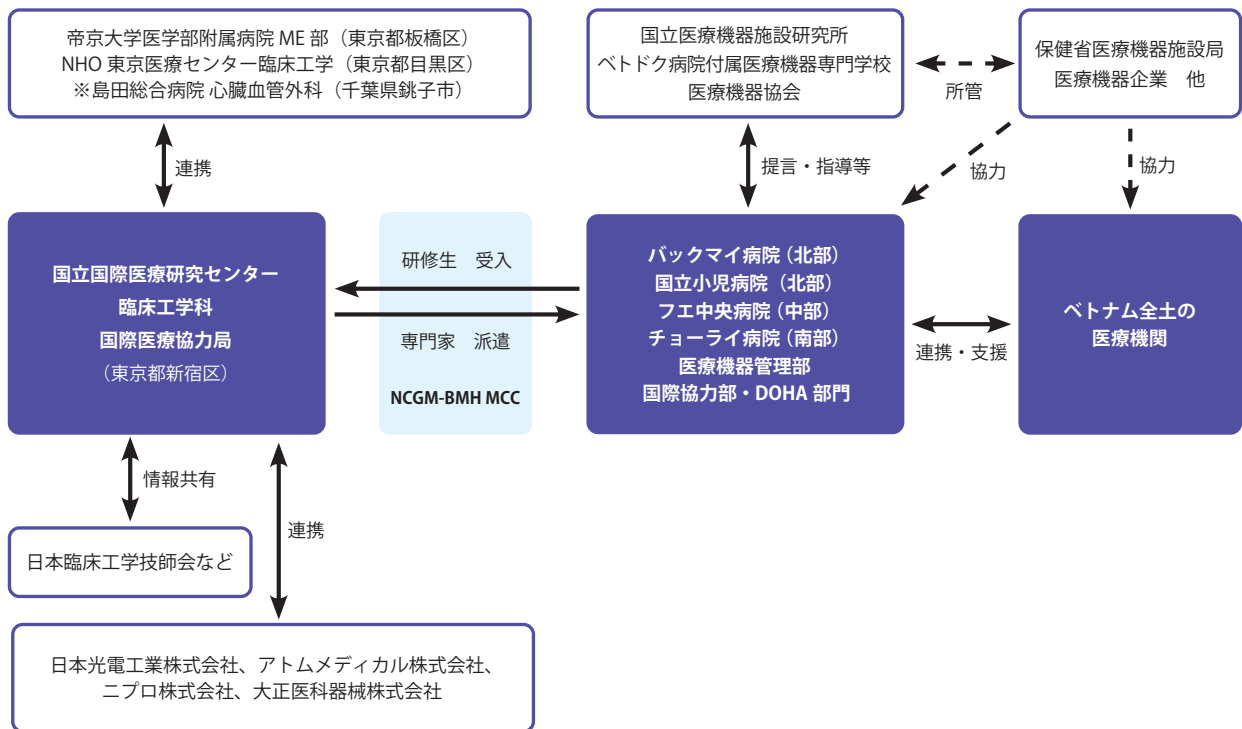 帝京大学医学部附属病院 ME 部（東京都板橋区）
NHO 東京医療センター臨床工学（東京都目黒区）
※島田総合病院 心臓血管外科（千葉県銚子市）
国立医療機器施設研究所
ベトドク病院付属医療機器専門学校
医療機器協会
所管
保健省医療機器施設局
医療機器企業　他
連携
提言・指導等
協力
協力
国立国際医療研究センター
臨床工学科
国際医療協力局
（東京都新宿区）
研修生　受入
専門家　派遣
NCGM-BMH MCC
バックマイ病院（北部）
国立小児病院（北部）
フエ中央病院（中部）
チョーライ病院（南部）
医療機器管理部
国際協力部・DOHA 部門
連携・支援
ベトナム全土の
医療機関
情報共有
連携
日本臨床工学技師会など
日本光電工業株式会社、アトムメディカル株式会社、
ニプロ株式会社、大正医科器械株式会社